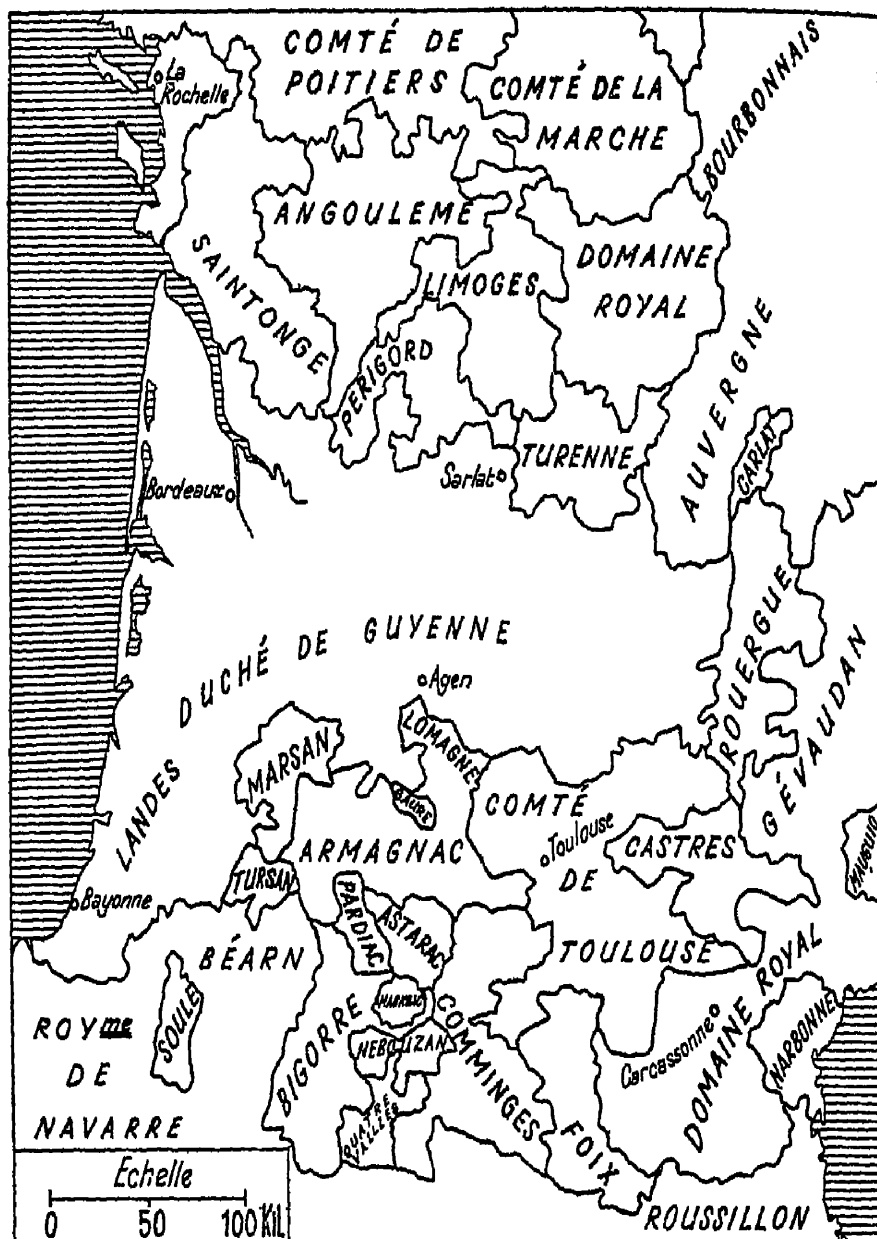 COMTÉ DE
POITIERS
La
Rochelle
COMTÉ DE LA
MARCHE
BOURBONNAIS
ANGOULEME
SAINTONGE
LIMOGES
DOMAINE
ROYAL
PERIGORD
AUVERGNE
TURENNE
CARLAT
Sarlat
Bordeaux
ROUERGUE
GÉVAUDAN
DUCHÉ DE GUYENNE
Agen
LOMAGNE
MARSAN
LANDES
GAURE
COMTÉ
Toulouse
CASTRES
MAUGUIO
ARMAGNAC
DE
TURSAN
Bayonne
PARDIAC
ASTARAC
TOULOUSE
BÉARN
SOULE
BIGORRE
NEBOUZAN
COMMINGES
Carcassonne
DOMAINE ROYAL
NARBONNE
ROYme
DE
NAVARRE
QUATRE
VALLÉES
FOIX
ROUSSILLON
Echelle
0 50 100 Kil.